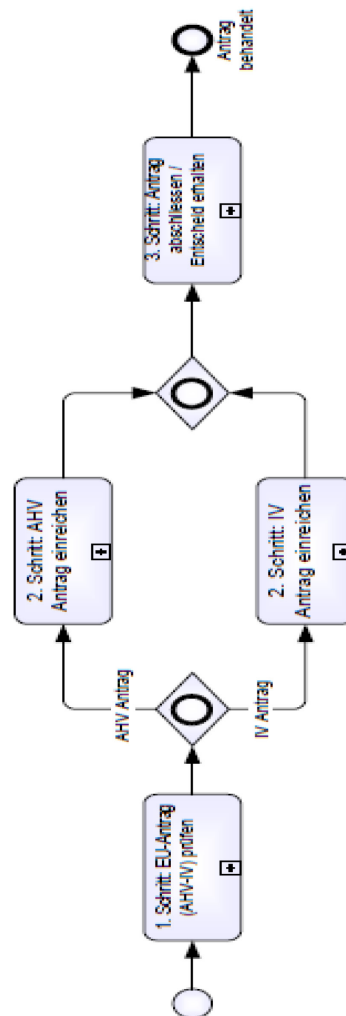 1. Schritt: EU-Antrag
(AHV-IV) prüfen
AHV Antrag
IV Antrag
2. Schritt: AHV
Antrag einreichen
2. Schritt: IV
Antrag einreichen
3. Schritt: Antrag
abschliessen /
Entscheid erhalten
Antrag
behandelt